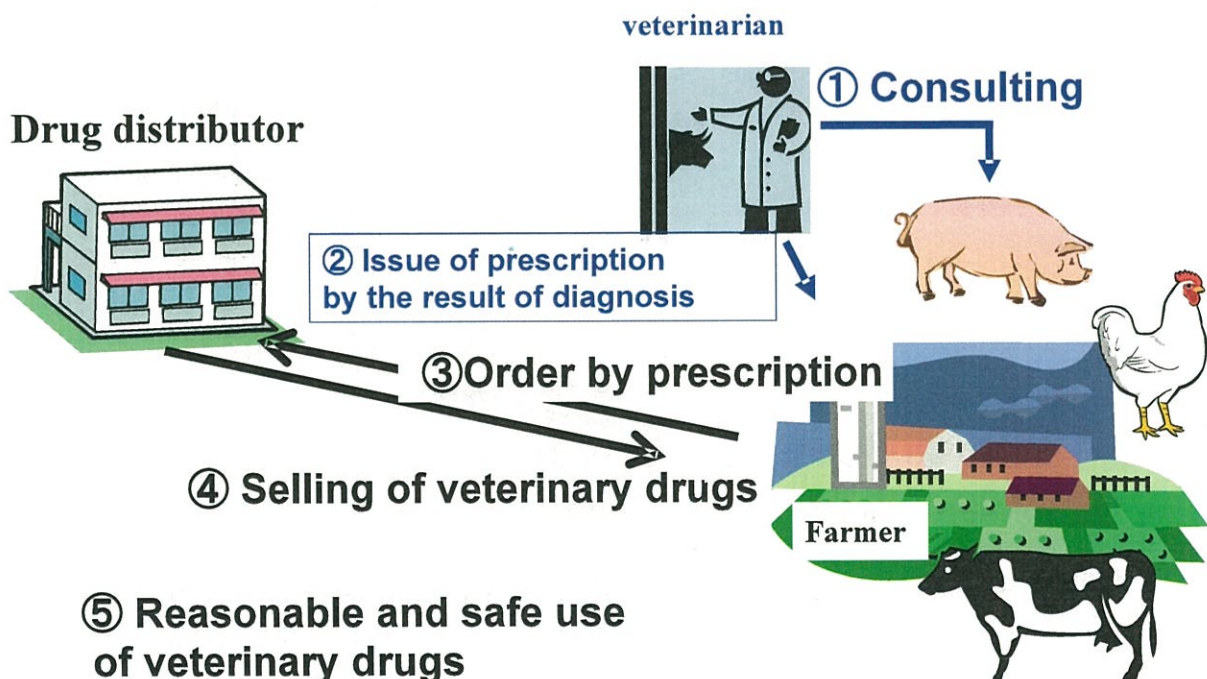 veterinarian
① Consulting
Drug distributor
② Issue of prescription
by the result of diagnosis
③Order by prescription
④ Selling of veterinary drugs
Farmer
⑤ Reasonable and safe use
of veterinary drugs